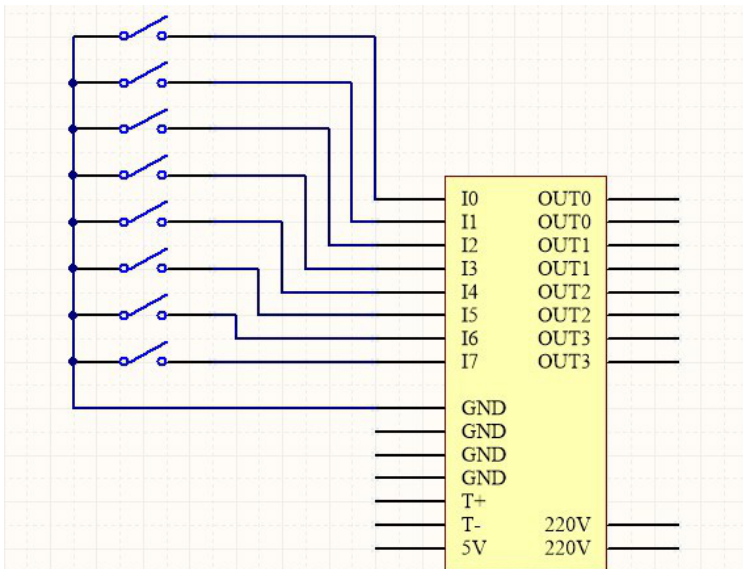 I0 OUT0
I1 OUT0
I2 OUT1
I3 OUT1
I4 OUT2
I5 OUT2
I6 OUT3
I7 OUT3
GND
GND
GND
GND
T+
T- 220V
5V 220V